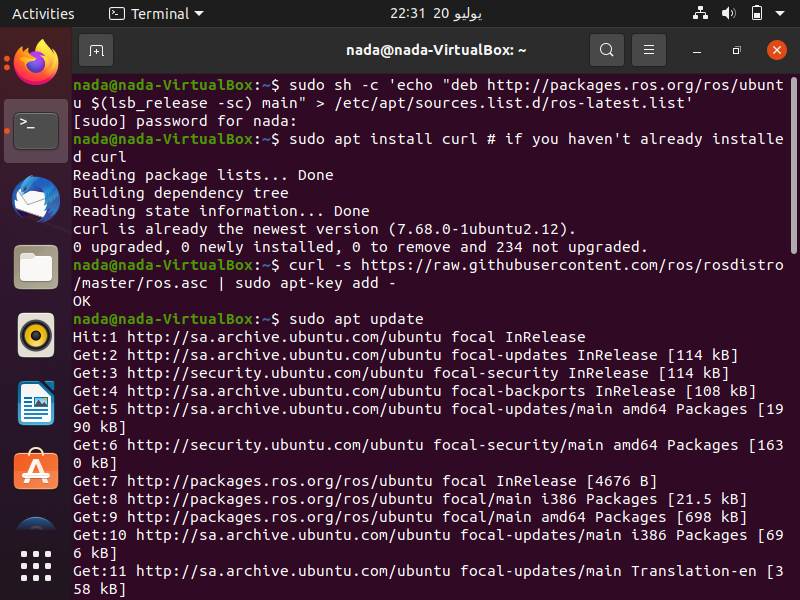 Activities
Terminal
22:31 20 يوليو
nada@nada-VirtualBox: ~
nada@nada-VirtualBox:~$ sudo sh -c 'echo "deb http://packages.ros.org/ros/ubunt
u $(lsb_release -sc) main" > /etc/apt/sources.list.d/ros-latest.list'
[sudo] password for nada:
nada@nada-VirtualBox:~$ sudo apt install curl # if you haven't already installe
d curl
Reading package lists... Done
Building dependency tree
Reading state information... Done
curl is already the newest version (7.68.0-1ubuntu2.12).
0 upgraded, 0 newly installed, 0 to remove and 234 not upgraded.
nada@nada-VirtualBox:~$ curl -s https://raw.githubusercontent.com/ros/rosdistro
/master/ros.asc | sudo apt-key add -
OK
nada@nada-VirtualBox:~$ sudo apt update
Hit:1 http://sa.archive.ubuntu.com/ubuntu focal InRelease
Get:2 http://sa.archive.ubuntu.com/ubuntu focal-updates InRelease [114 kB]
Get:3 http://security.ubuntu.com/ubuntu focal-security InRelease [114 kB]
Get:4 http://sa.archive.ubuntu.com/ubuntu focal-backports InRelease [108 kB]
Get:5 http://sa.archive.ubuntu.com/ubuntu focal-updates/main amd64 Packages [19
90 kB]
Get:6 http://security.ubuntu.com/ubuntu focal-security/main amd64 Packages [163
0 kB]
Get:7 http://packages.ros.org/ros/ubuntu focal InRelease [4676 B]
Get:8 http://packages.ros.org/ros/ubuntu focal/main i386 Packages [21.5 kB]
Get:9 http://packages.ros.org/ros/ubuntu focal/main amd64 Packages [698 kB]
Get:10 http://sa.archive.ubuntu.com/ubuntu focal-updates/main i386 Packages [69
6 kB]
Get:11 http://sa.archive.ubuntu.com/ubuntu focal-updates/main Translation-en [3
58 kB]